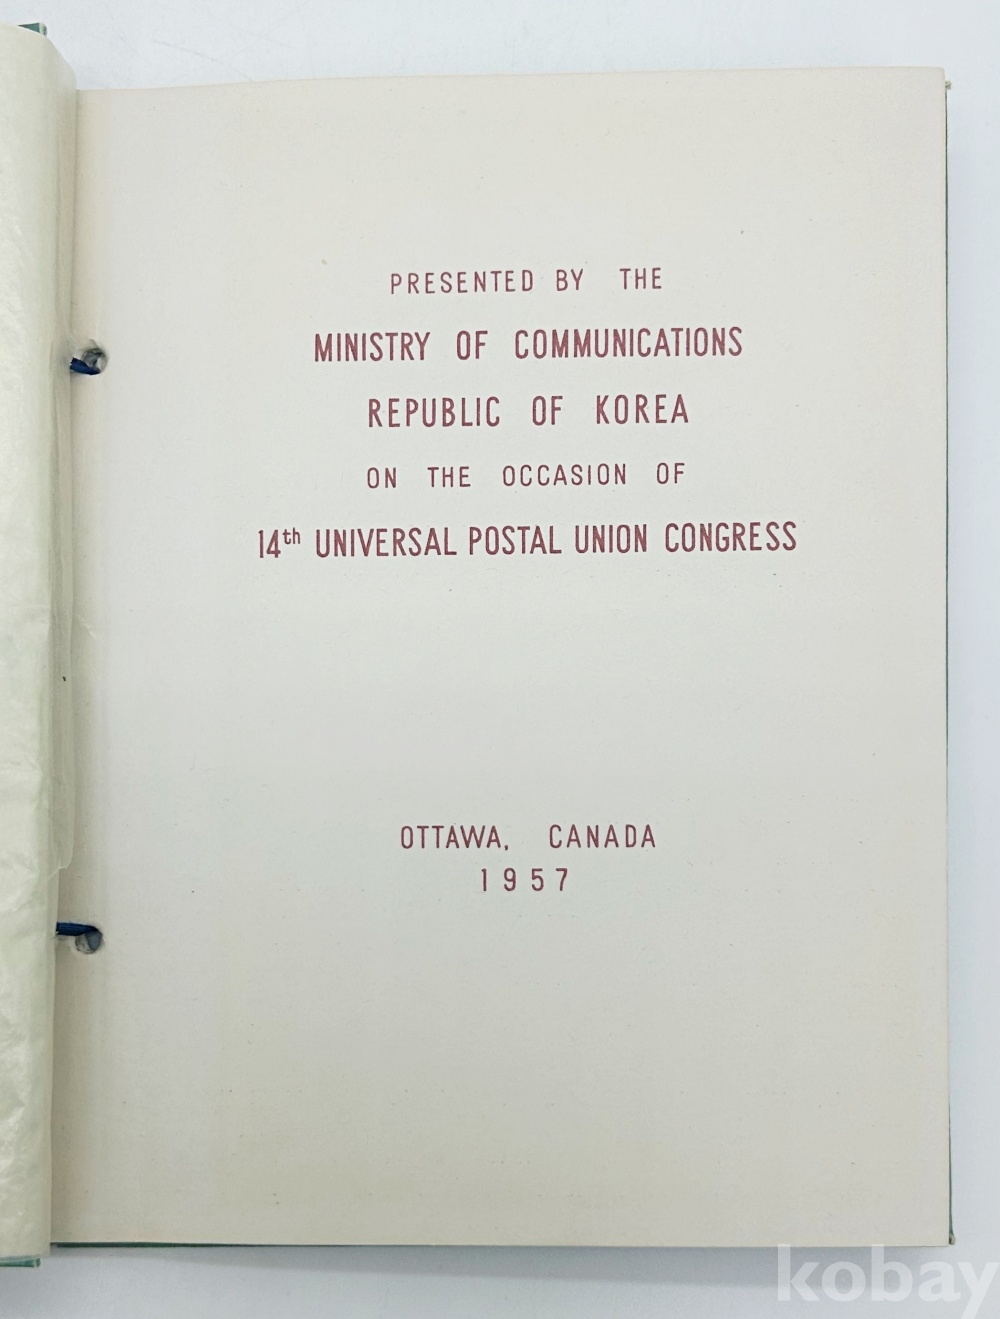 PRESENTED BY THE
MINISTRY OF COMMUNICATIONS
REPUBLIC OF KOREA
ON THE OCCASION OF
14th UNIVERSAL POSTAL UNION CONGRESS
OTTAWA, CANADA
1957
kobay